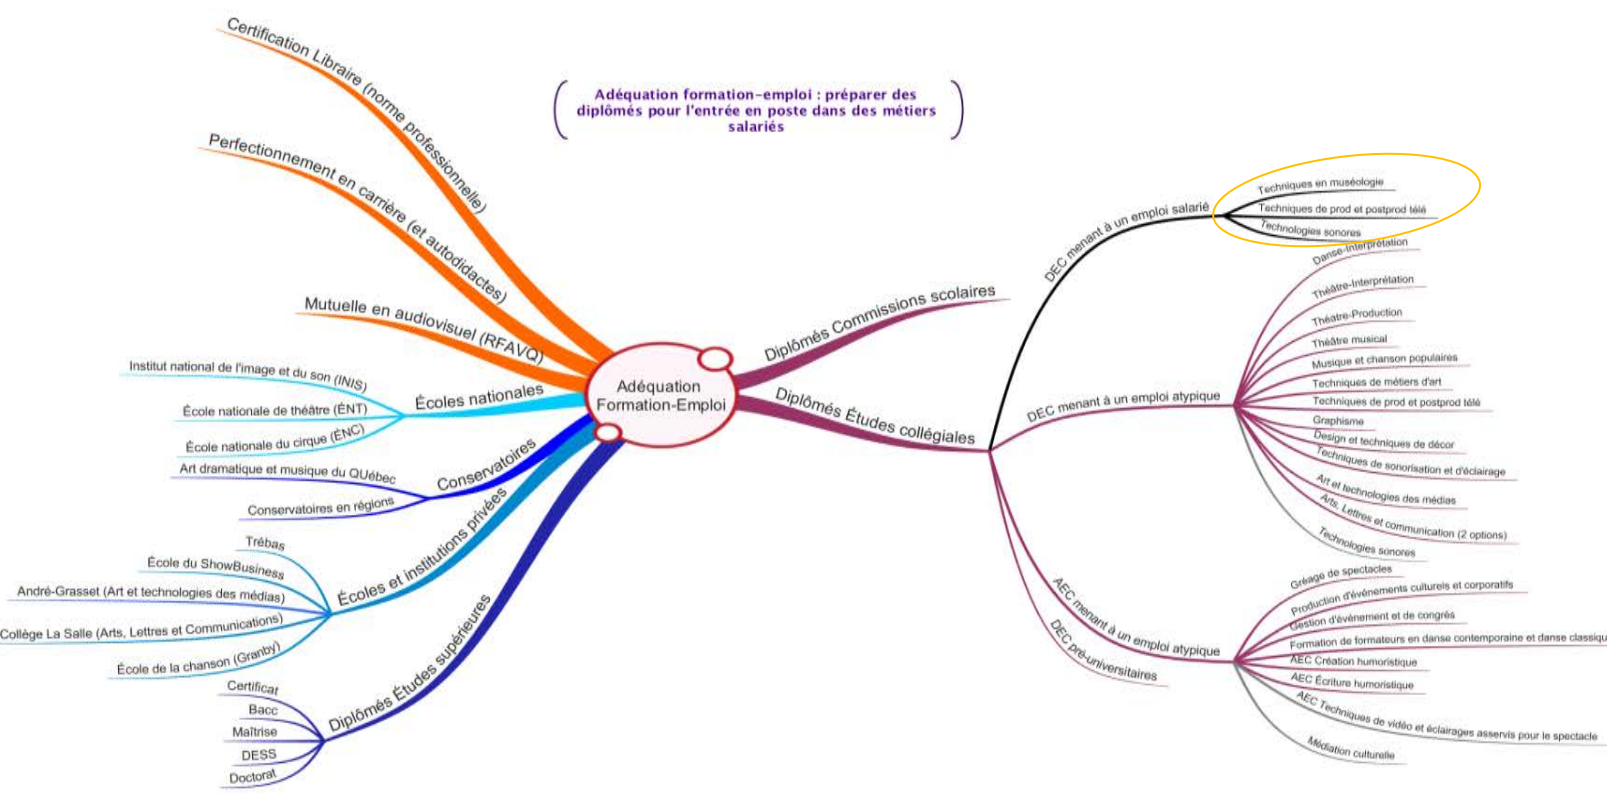 Adéquation formation-emploi : préparer des
diplômés pour l'entrée en poste dans des métiers
salariés
Adéquation
Formation-Emploi
Certification Libraire (norme professionnelle)
Perfectionnement en carrière (et autodidactes)
Mutuelle en audiovisuel (RFAVQ)
Écoles nationales
Institut national de l'image et du son (INIS)
École nationale de théâtre (ÉNT)
École nationale du cirque (ÉNC)
Conservatoires
Art dramatique et musique du QUébec
Conservatoires en régions
Écoles et institutions privées
Trébas
École du ShowBusiness
André-Grasset (Art et technologies des médias)
Collège La Salle (Arts, Lettres et Communications)
École de la chanson (Granby)
Diplômés Études supérieures
Certificat
Bacc
Maîtrise
DESS
Doctorat
Diplômés Commissions scolaires
Diplômés Études collégiales
DEC menant à un emploi salarié
Techniques en muséologie
Techniques de prod et postprod télé
Technologies sonores
DEC menant à un emploi atypique
Danse-Interprétation
Théâtre-Interprétation
Théatre-Production
Théâtre musical
Musique et chanson populaires
Techniques de métiers d'art
Techniques de prod et postprod télé
Graphisme
Design et techniques de décor
Techniques de sonorisation et d'éclairage
Art et technologies des médias
Arts, Lettres et communication (2 options)
Technologies sonores
AEC menant à un emploi atypique
Gréage de spectacles
Production d'événements culturels et corporatifs
Gestion d'évènement et de congrès
Formation de formateurs en danse contemporaine et danse classiqu
AEC Création humoristique
AEC Écriture humoristique
AEC Techniques de vidéo et éclairages asservis pour le spectacle
Médiation culturelle
DEC pré-universitaires